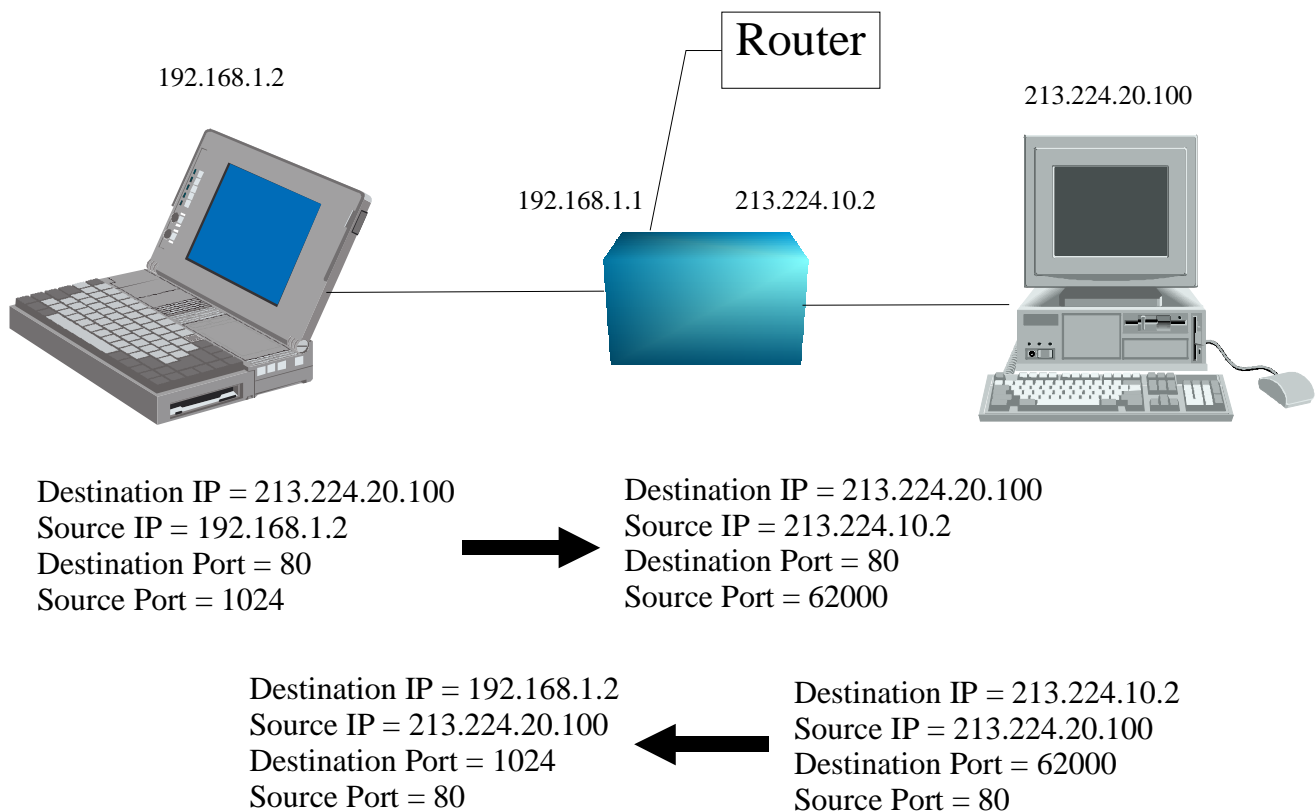 Router
192.168.1.2
213.224.20.100
192.168.1.1
213.224.10.2
Destination IP = 213.224.20.100
Source IP = 192.168.1.2
Destination Port = 80
Source Port = 1024
Destination IP = 213.224.20.100
Source IP = 213.224.10.2
Destination Port = 80
Source Port = 62000
Destination IP = 192.168.1.2
Source IP = 213.224.20.100
Destination Port = 1024
Source Port = 80
Destination IP = 213.224.10.2
Source IP = 213.224.20.100
Destination Port = 62000
Source Port = 80